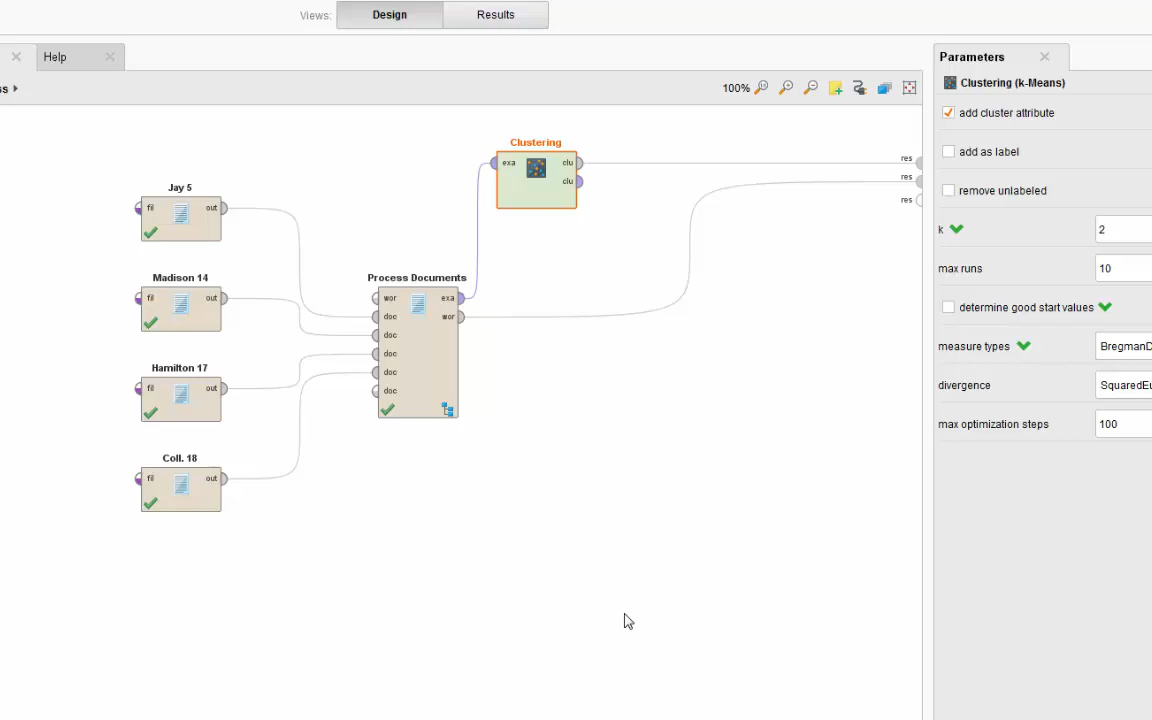 Views: Design Results
Help
ss
100%
Parameters
Clustering (k-Means)
add cluster attribute
add as label
remove unlabeled
k 2
max runs 10
determine good start values
measure types BregmanD
divergence SquaredEu
max optimization steps 100
Clustering
exa clu
clu
res
res
res
Jay 5
fil out
Madison 14
fil out
Hamilton 17
fil out
Coll. 18
fil out
Process Documents
wor exa
doc wor
doc
doc
doc
doc